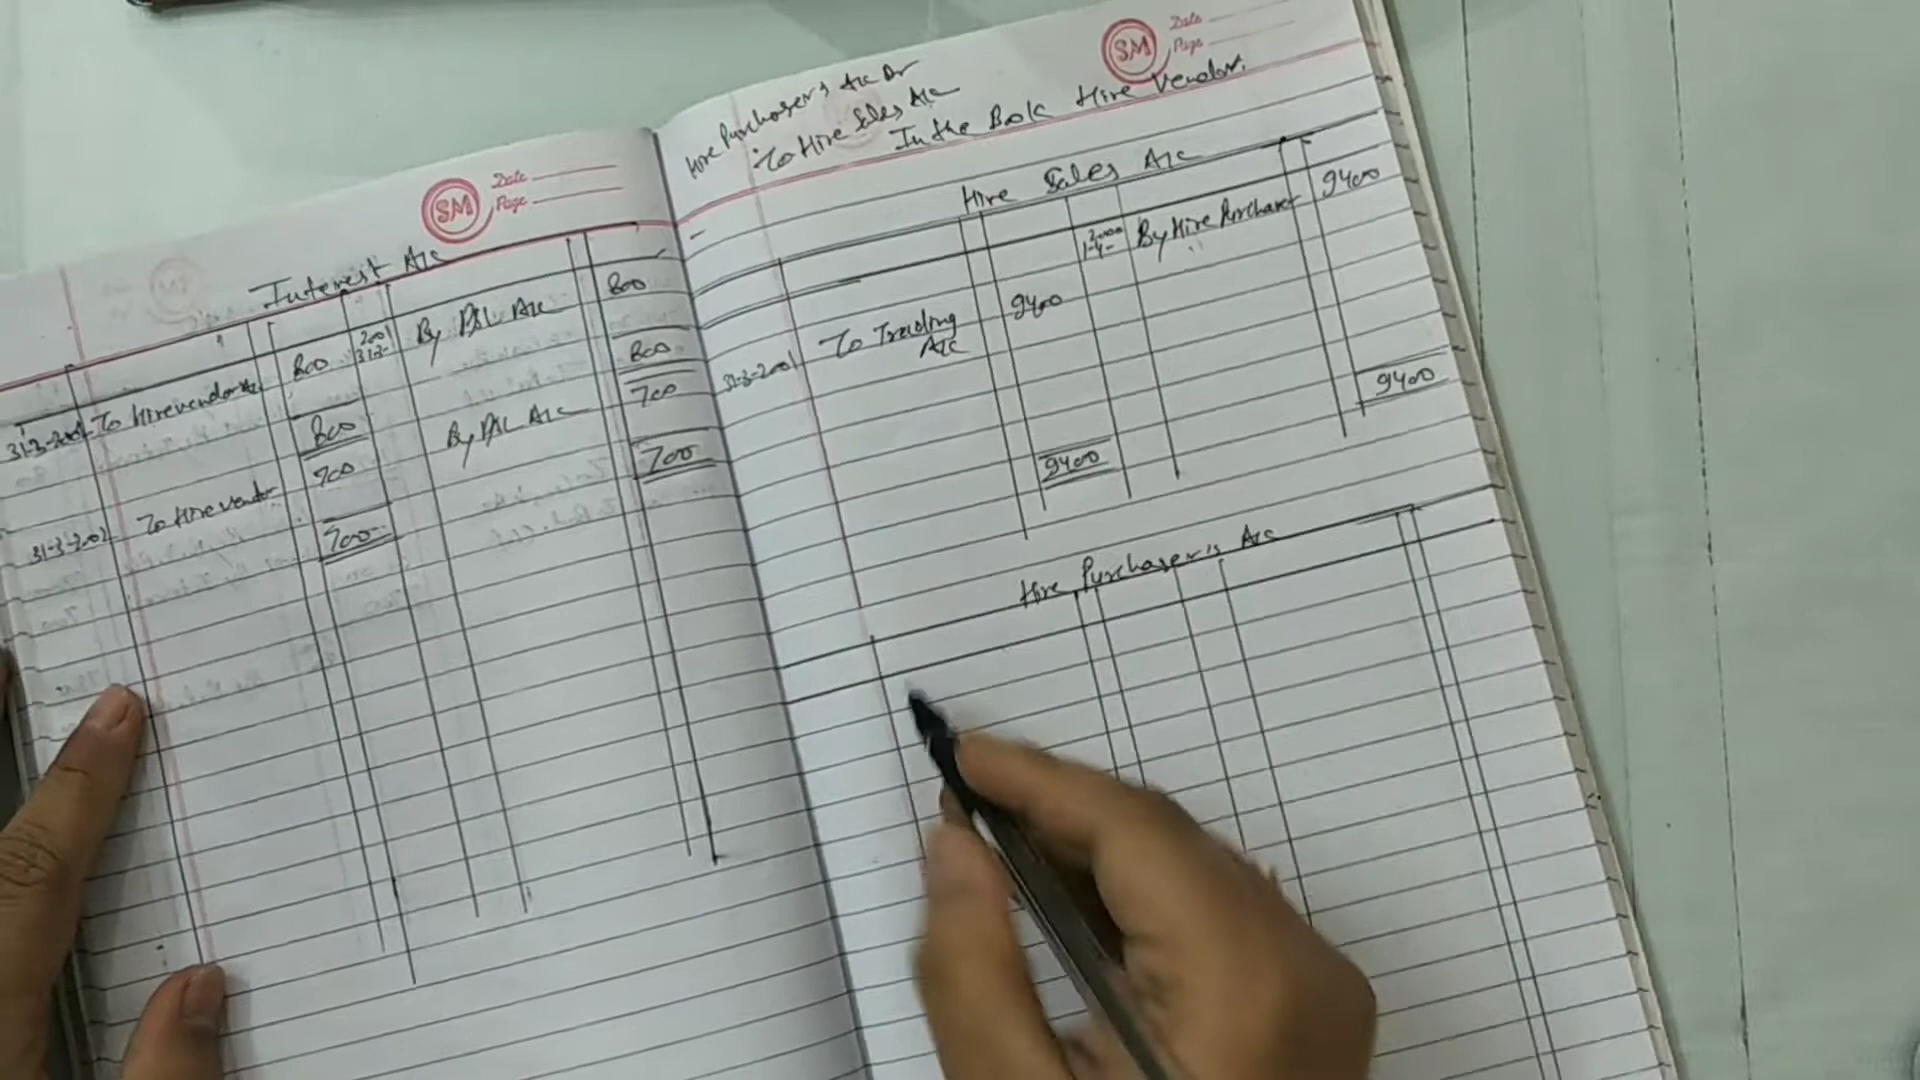 SM Date
Page
Interest A/c
31-3-2001 To Hirevendor A/c 800 2001 31-3- By P&L A/c 800
800 800
31-3-2002 To Hire vendor 700 By P&L A/c 700
700 700
SM Date
Page
Hire Purchaser's A/c Dr
To Hire Sales A/c
In the Book Hire Vendor.
Hire Sales A/c
2000 1-4- By Hire Purchaser 9400
31-3-2001 To Trading A/c 9400
9400 9400
Hire Purchaser's A/c